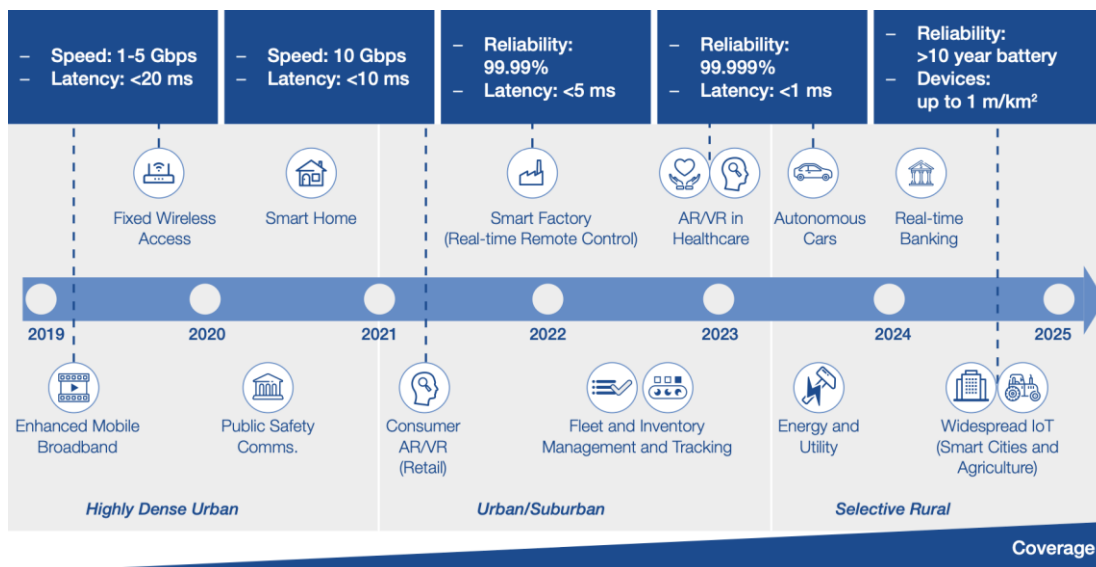 – Speed: 1-5 Gbps
– Latency: <20 ms
– Speed: 10 Gbps
– Latency: <10 ms
– Reliability:
99.99%
– Latency: <5 ms
– Reliability:
99.999%
– Latency: <1 ms
– Reliability:
>10 year battery
– Devices:
up to 1 m/km²
Fixed Wireless
Access
Smart Home
Smart Factory
(Real-time Remote Control)
AR/VR in
Healthcare
Autonomous
Cars
Real-time
Banking
2019
2020
2021
2022
2023
2024
2025
Enhanced Mobile
Broadband
Public Safety
Comms.
Consumer
AR/VR
(Retail)
Fleet and Inventory
Management and Tracking
Energy and
Utility
Widespread IoT
(Smart Cities and
Agriculture)
Highly Dense Urban
Urban/Suburban
Selective Rural
Coverage